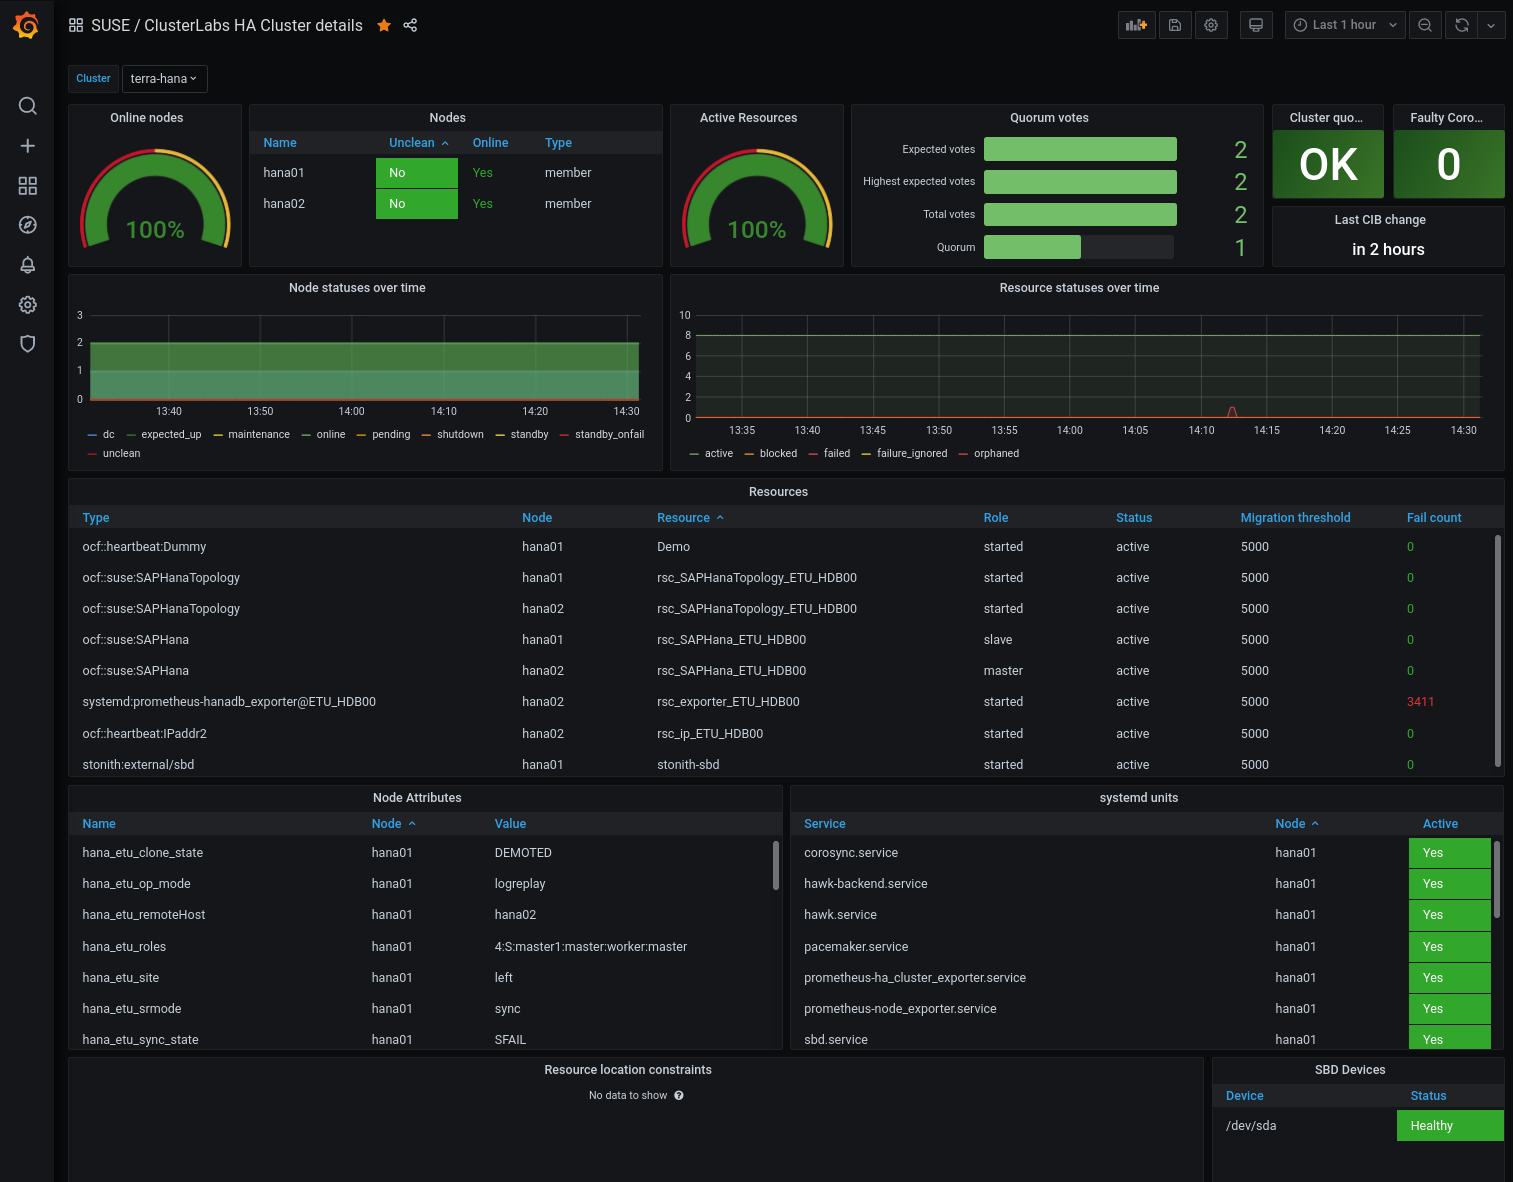 SUSE / ClusterLabs HA Cluster details
Last 1 hour
Cluster terra-hana
Online nodes
100%
Nodes
Name Unclean Online Type
hana01 No Yes member
hana02 No Yes member
Active Resources
100%
Quorum votes
Expected votes 2
Highest expected votes 2
Total votes 2
Quorum 1
Cluster quo...
OK
Faulty Coro...
0
Last CIB change
in 2 hours
Node statuses over time
3
2
1
0
13:40 13:50 14:00 14:10 14:20 14:30
dc expected_up maintenance online pending shutdown standby standby_onfail
unclean
Resource statuses over time
10
8
6
4
2
0
13:35 13:40 13:45 13:50 13:55 14:00 14:05 14:10 14:15 14:20 14:25 14:30
active blocked failed failure_ignored orphaned
Resources
Type Node Resource Role Status Migration threshold Fail count
ocf::heartbeat:Dummy hana01 Demo started active 5000 0
ocf::suse:SAPHanaTopology hana01 rsc_SAPHanaTopology_ETU_HDB00 started active 5000 0
ocf::suse:SAPHanaTopology hana02 rsc_SAPHanaTopology_ETU_HDB00 started active 5000 0
ocf::suse:SAPHana hana01 rsc_SAPHana_ETU_HDB00 slave active 5000 0
ocf::suse:SAPHana hana02 rsc_SAPHana_ETU_HDB00 master active 5000 0
systemd:prometheus-hanadb_exporter@ETU_HDB00 hana02 rsc_exporter_ETU_HDB00 started active 5000 3411
ocf::heartbeat:IPaddr2 hana02 rsc_ip_ETU_HDB00 started active 5000 0
stonith:external/sbd hana01 stonith-sbd started active 5000 0
Node Attributes
Name Node Value
hana_etu_clone_state hana01 DEMOTED
hana_etu_op_mode hana01 logreplay
hana_etu_remoteHost hana01 hana02
hana_etu_roles hana01 4:S:master1:master:worker:master
hana_etu_site hana01 left
hana_etu_srmode hana01 sync
hana_etu_sync_state hana01 SFAIL
systemd units
Service Node Active
corosync.service hana01 Yes
hawk-backend.service hana01 Yes
hawk.service hana01 Yes
pacemaker.service hana01 Yes
prometheus-ha_cluster_exporter.service hana01 Yes
prometheus-node_exporter.service hana01 Yes
sbd.service hana01 Yes
Resource location constraints
No data to show
SBD Devices
Device Status
/dev/sda Healthy